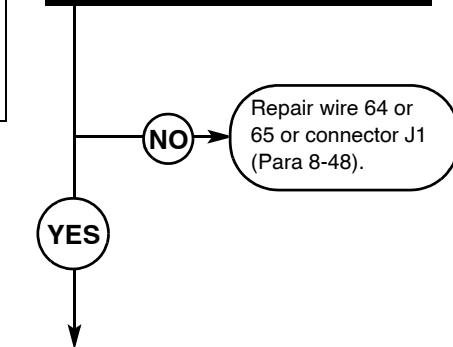 NO
Repair wire 64 or
65 or connector J1
(Para 8-48).
YES